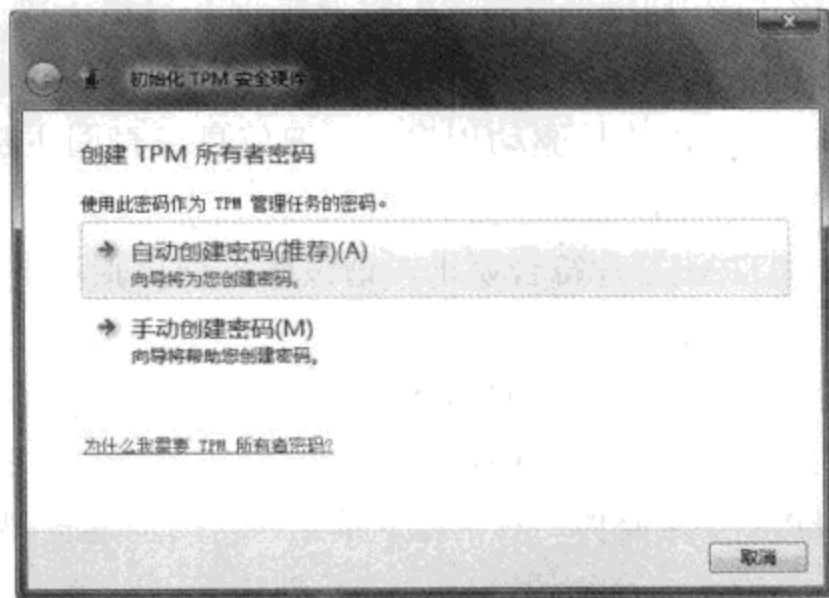 初始化 TPM 安全硬件
创建 TPM 所有者密码
使用此密码作为 TPM 管理任务的密码。
自动创建密码(推荐)(A)
向导将为您创建密码。
手动创建密码(M)
向导将帮助您创建密码。
为什么我需要 TPM 所有者密码?
取消